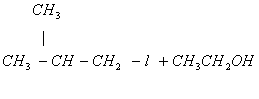 CH₃
|
CH₃ – CH – CH₂ – l + CH₃CH₂OH